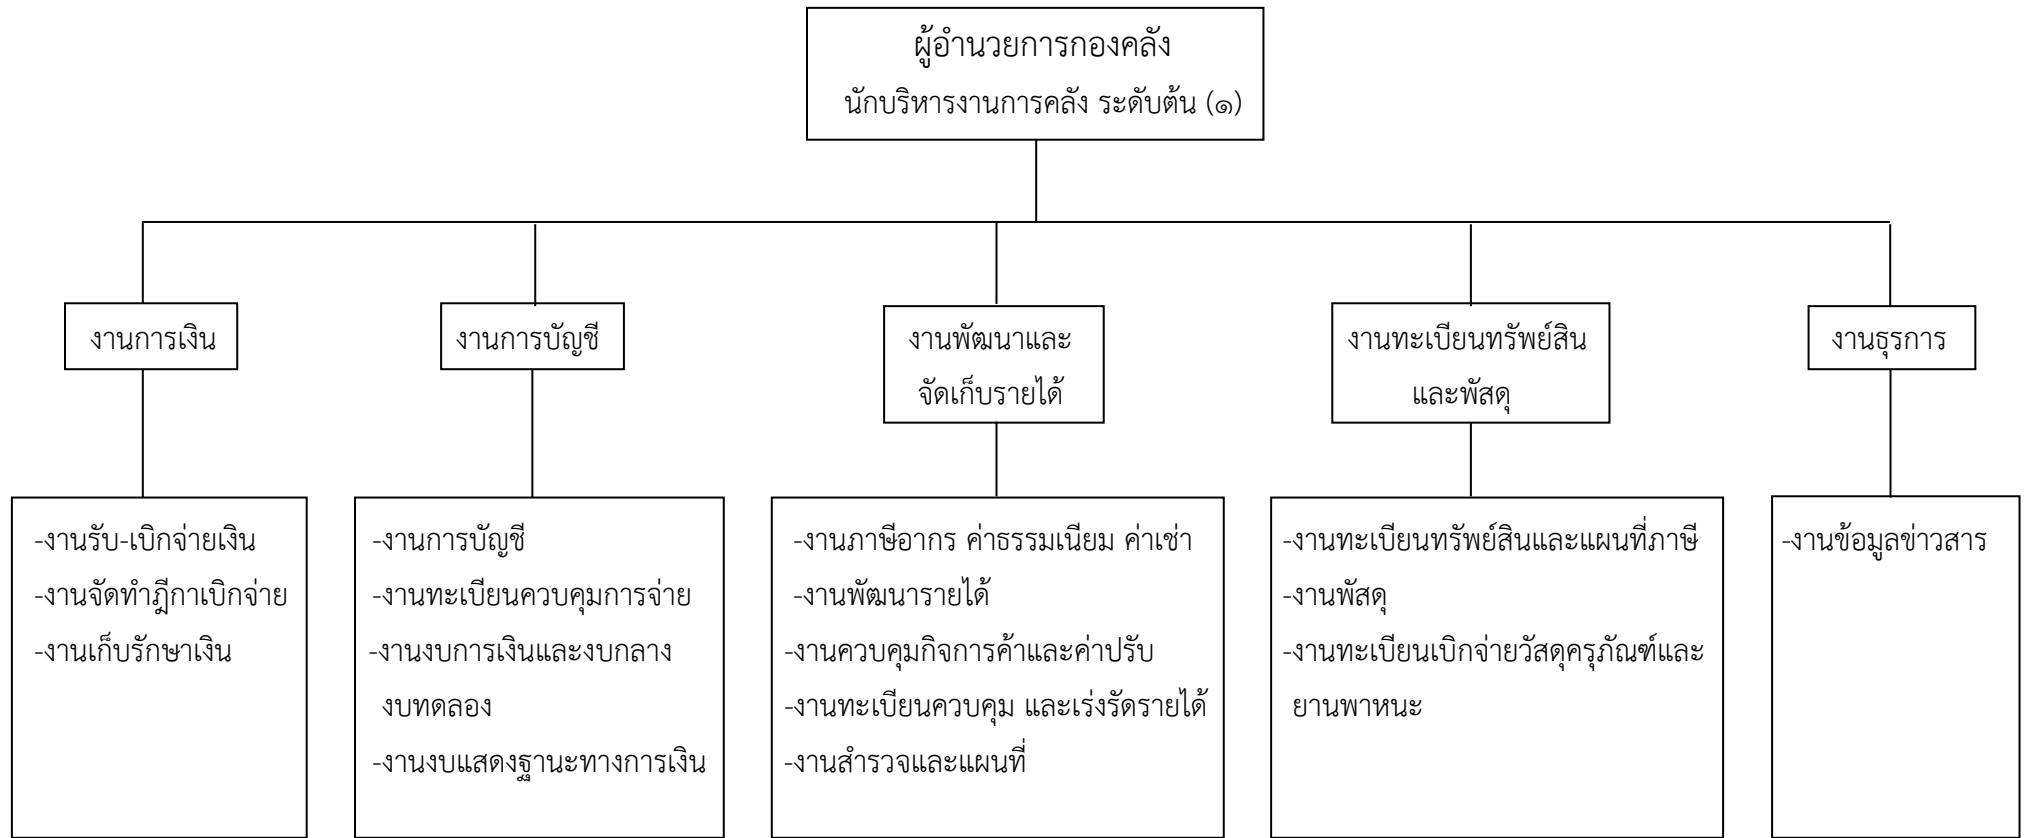 ผู้อำนวยการกองคลัง
นักบริหารงานการคลัง ระดับต้น (๑)
งานการเงิน
งานการบัญชี
งานพัฒนาและ
จัดเก็บรายได้
งานทะเบียนทรัพย์สิน
และพัสดุ
งานธุรการ
-งานรับ-เบิกจ่ายเงิน
-งานจัดทำฎีกาเบิกจ่าย
-งานเก็บรักษาเงิน
-งานการบัญชี
-งานทะเบียนควบคุมการจ่าย
-งานงบการเงินและงบกลาง
งบทดลอง
-งานงบแสดงฐานะทางการเงิน
-งานภาษีอากร ค่าธรรมเนียม ค่าเช่า
-งานพัฒนารายได้
-งานควบคุมกิจการค้าและค่าปรับ
-งานทะเบียนควบคุม และเร่งรัดรายได้
-งานสำรวจและแผนที่
-งานทะเบียนทรัพย์สินและแผนที่ภาษี
-งานพัสดุ
-งานทะเบียนเบิกจ่ายวัสดุครุภัณฑ์และ
ยานพาหนะ
-งานข้อมูลข่าวสาร